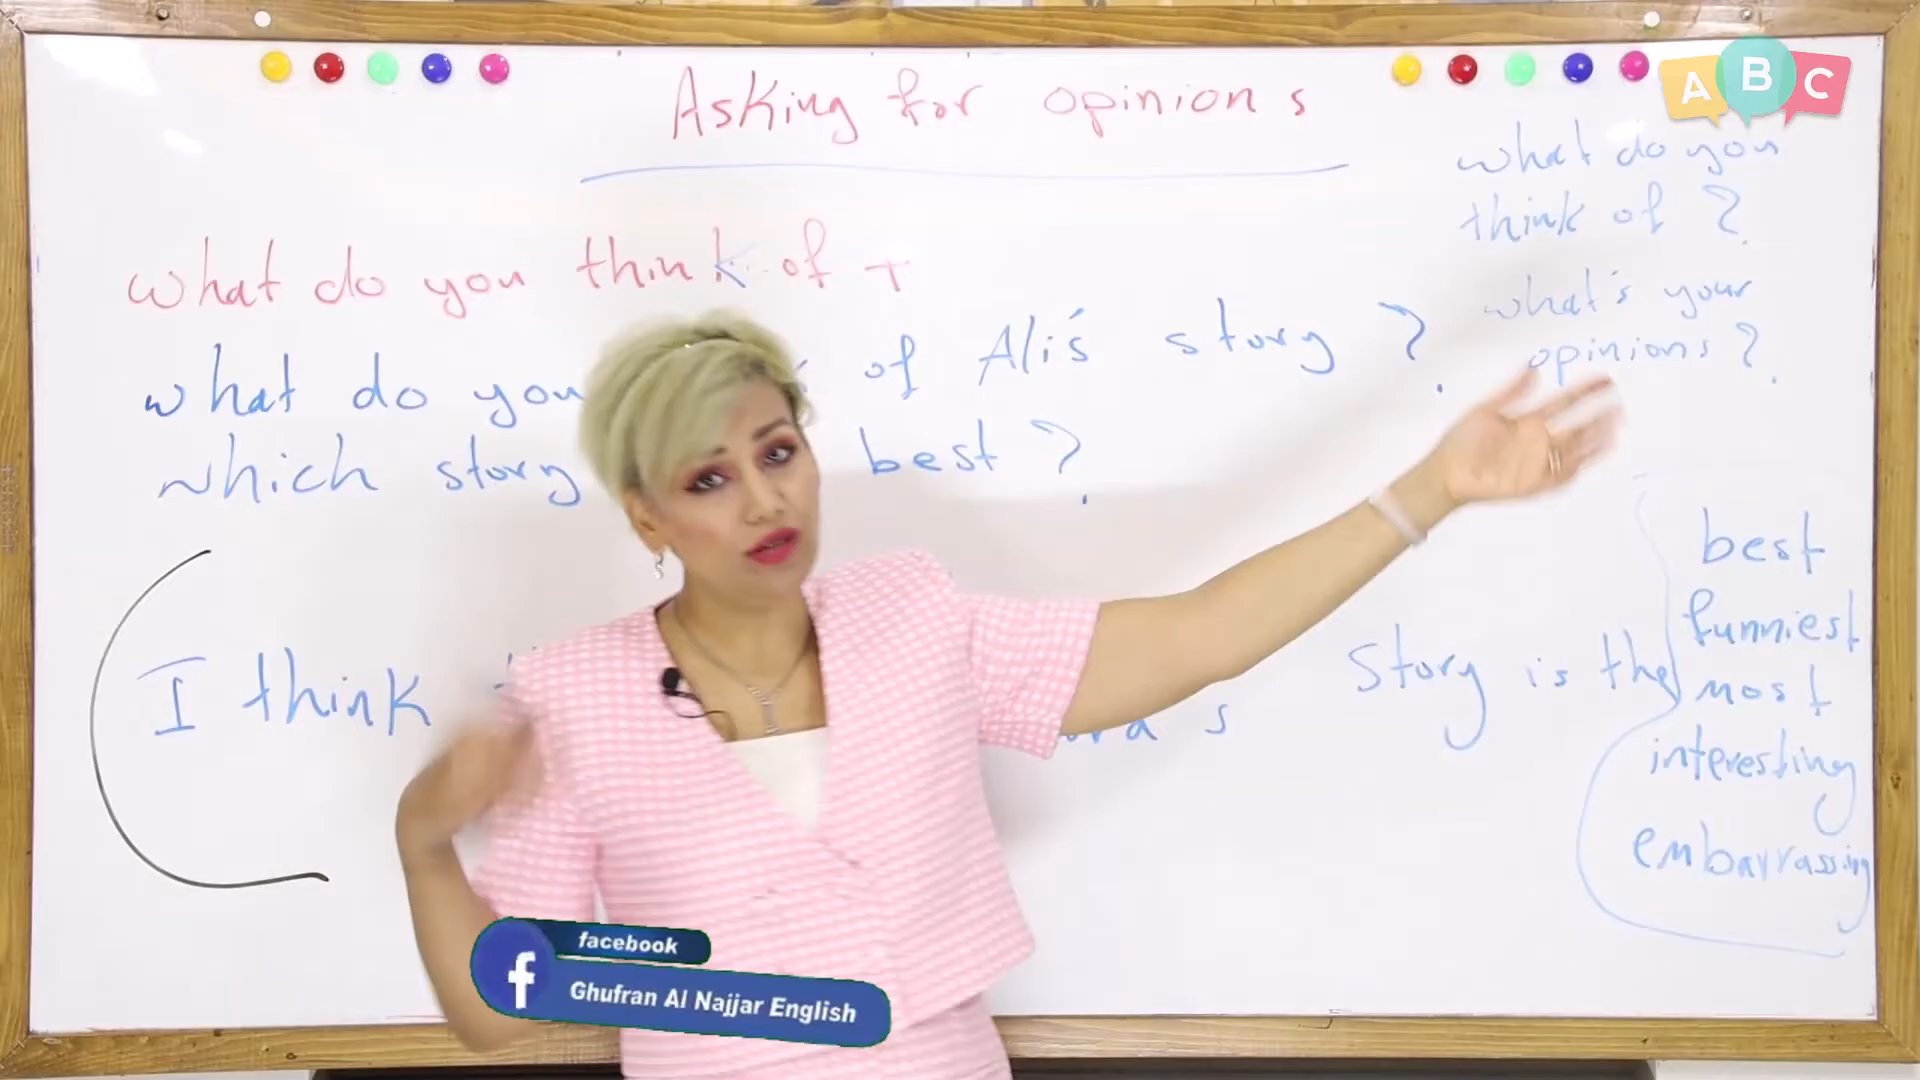 Asking for opinions
A B C
what do you
think of ?
what's your
opinions ?
what do you think of +
what do you of Ali's story ?
which story best ?
I think s story is the
best
funniest
most
interesting
embarrassing
facebook
f
Ghufran Al Najjar English